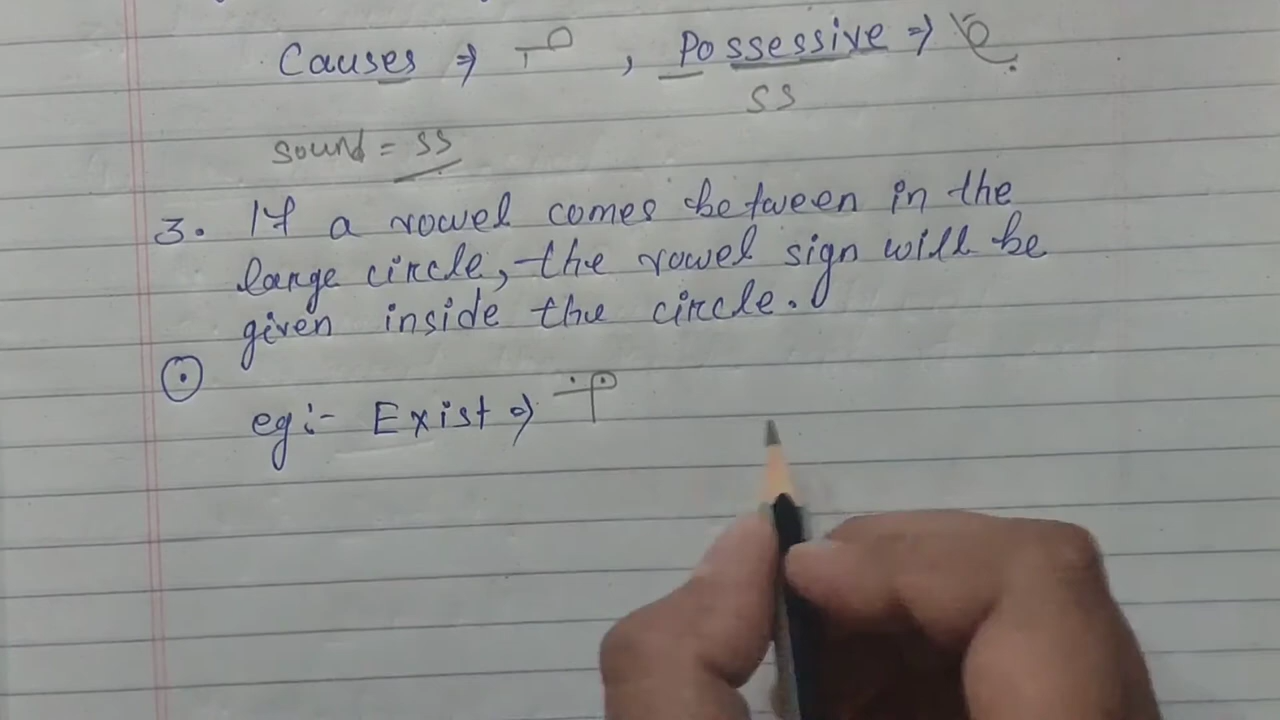 Causes ⇒ , Possessive ⇒
ss
sound = ss
3. If a vowel comes between in the
large circle, the vowel sign will be
given inside the circle.
eg:- Exist ⇒